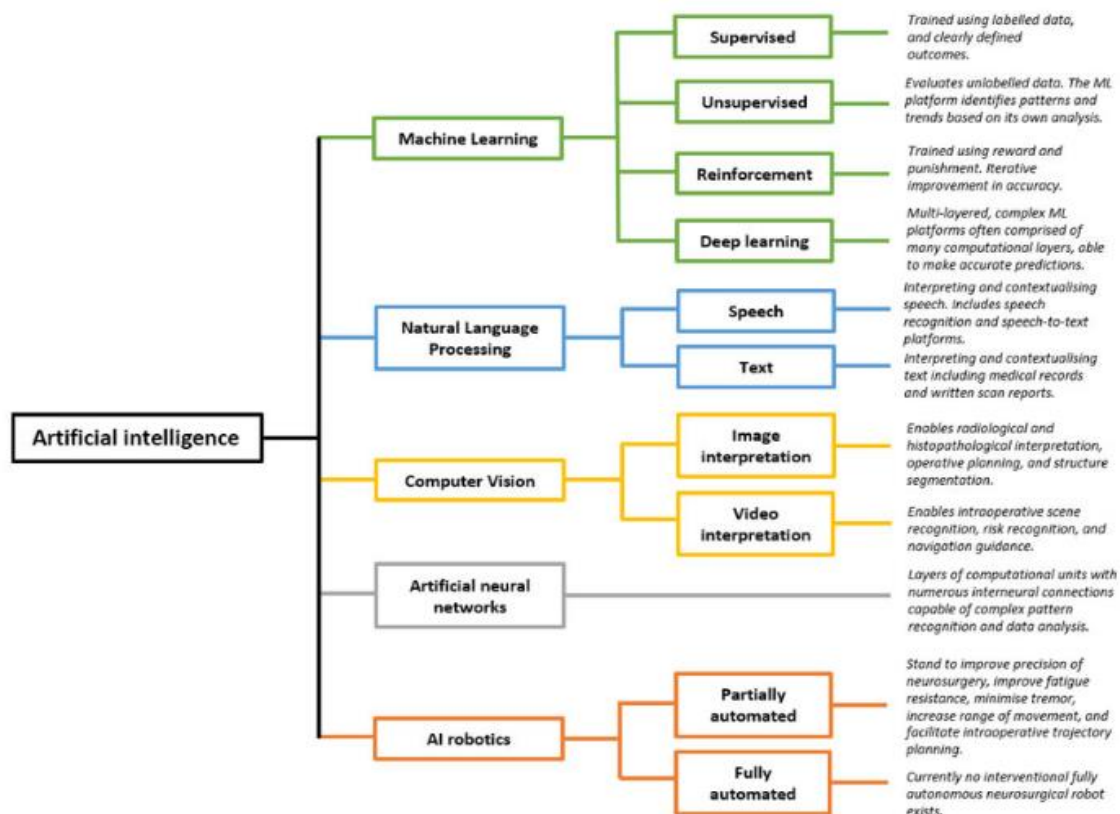 Supervised
Trained using labelled data,
and clearly defined
outcomes.
Unsupervised
Evaluates unlabelled data. The ML
platform identifies patterns and
trends based on its own analysis.
Machine Learning
Reinforcement
Trained using reward and
punishment. Iterative
improvement in accuracy.
Deep learning
Multi-layered, complex ML
platforms often comprised of
many computational layers, able
to make accurate predictions.
Natural Language
Processing
Speech
Interpreting and contextualising
speech. Includes speech
recognition and speech-to-text
platforms.
Text
Interpreting and contextualising
text including medical records
and written scan reports.
Artificial intelligence
Computer Vision
Image
interpretation
Enables radiological and
histopathological interpretation,
operative planning, and structure
segmentation.
Video
interpretation
Enables intraoperative scene
recognition, risk recognition, and
navigation guidance.
Artificial neural
networks
Layers of computational units with
numerous interneural connections
capable of complex pattern
recognition and data analysis.
AI robotics
Partially
automated
Stand to improve precision of
neurosurgery, improve fatigue
resistance, minimise tremor,
increase range of movement, and
facilitate intraoperative trajectory
planning.
Fully
automated
Currently no interventional fully
autonomous neurosurgical robot
exists.